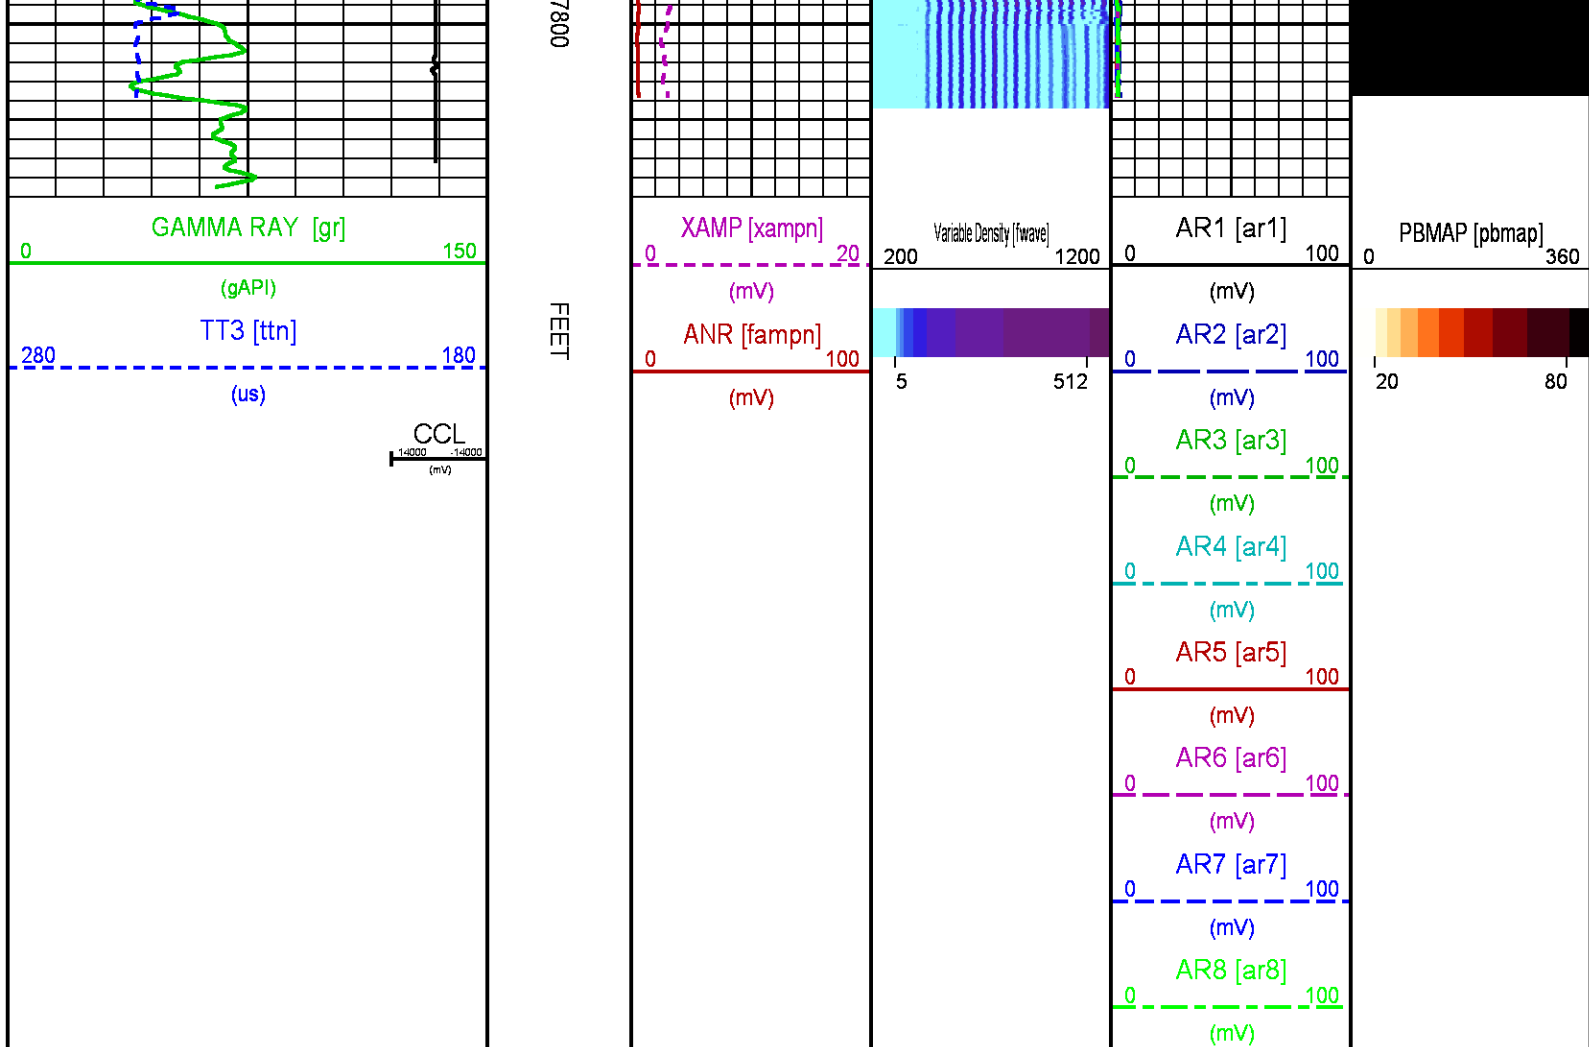 7800
GAMMA RAY [gr]
0 150
(gAPI)
TT3 [ttn]
280 180
(us)
CCL
14000 -14000
(mV)
FEET
XAMP [xampn]
0 20
(mV)
ANR [fampn]
0 100
(mV)
Variable Density [fwave]
200 1200
5 512
AR1 [ar1]
0 100
(mV)
AR2 [ar2]
0 100
(mV)
AR3 [ar3]
0 100
(mV)
AR4 [ar4]
0 100
(mV)
AR5 [ar5]
0 100
(mV)
AR6 [ar6]
0 100
(mV)
AR7 [ar7]
0 100
(mV)
AR8 [ar8]
0 100
(mV)
PBMAP [pbmap]
0 360
20 80